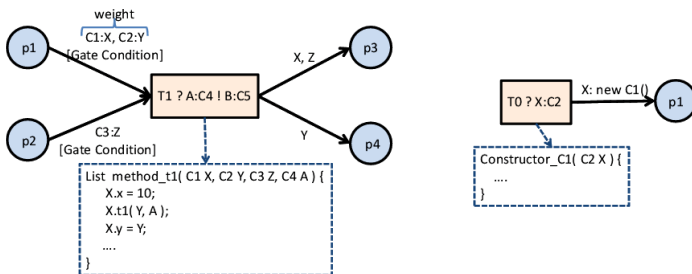 weight
C1:X, C2:Y
[Gate Condition]
p1
X, Z
p3
T1 ? A:C4 ! B:C5
p2
C3:Z
[Gate Condition]
Y
p4
List method_t1( C1 X, C2 Y, C3 Z, C4 A ) {
X.x = 10;
X.t1( Y, A );
X.y = Y;
....
}
T0 ? X:C2
X: new C1()
p1
Constructor_C1( C2 X ) {
....
}